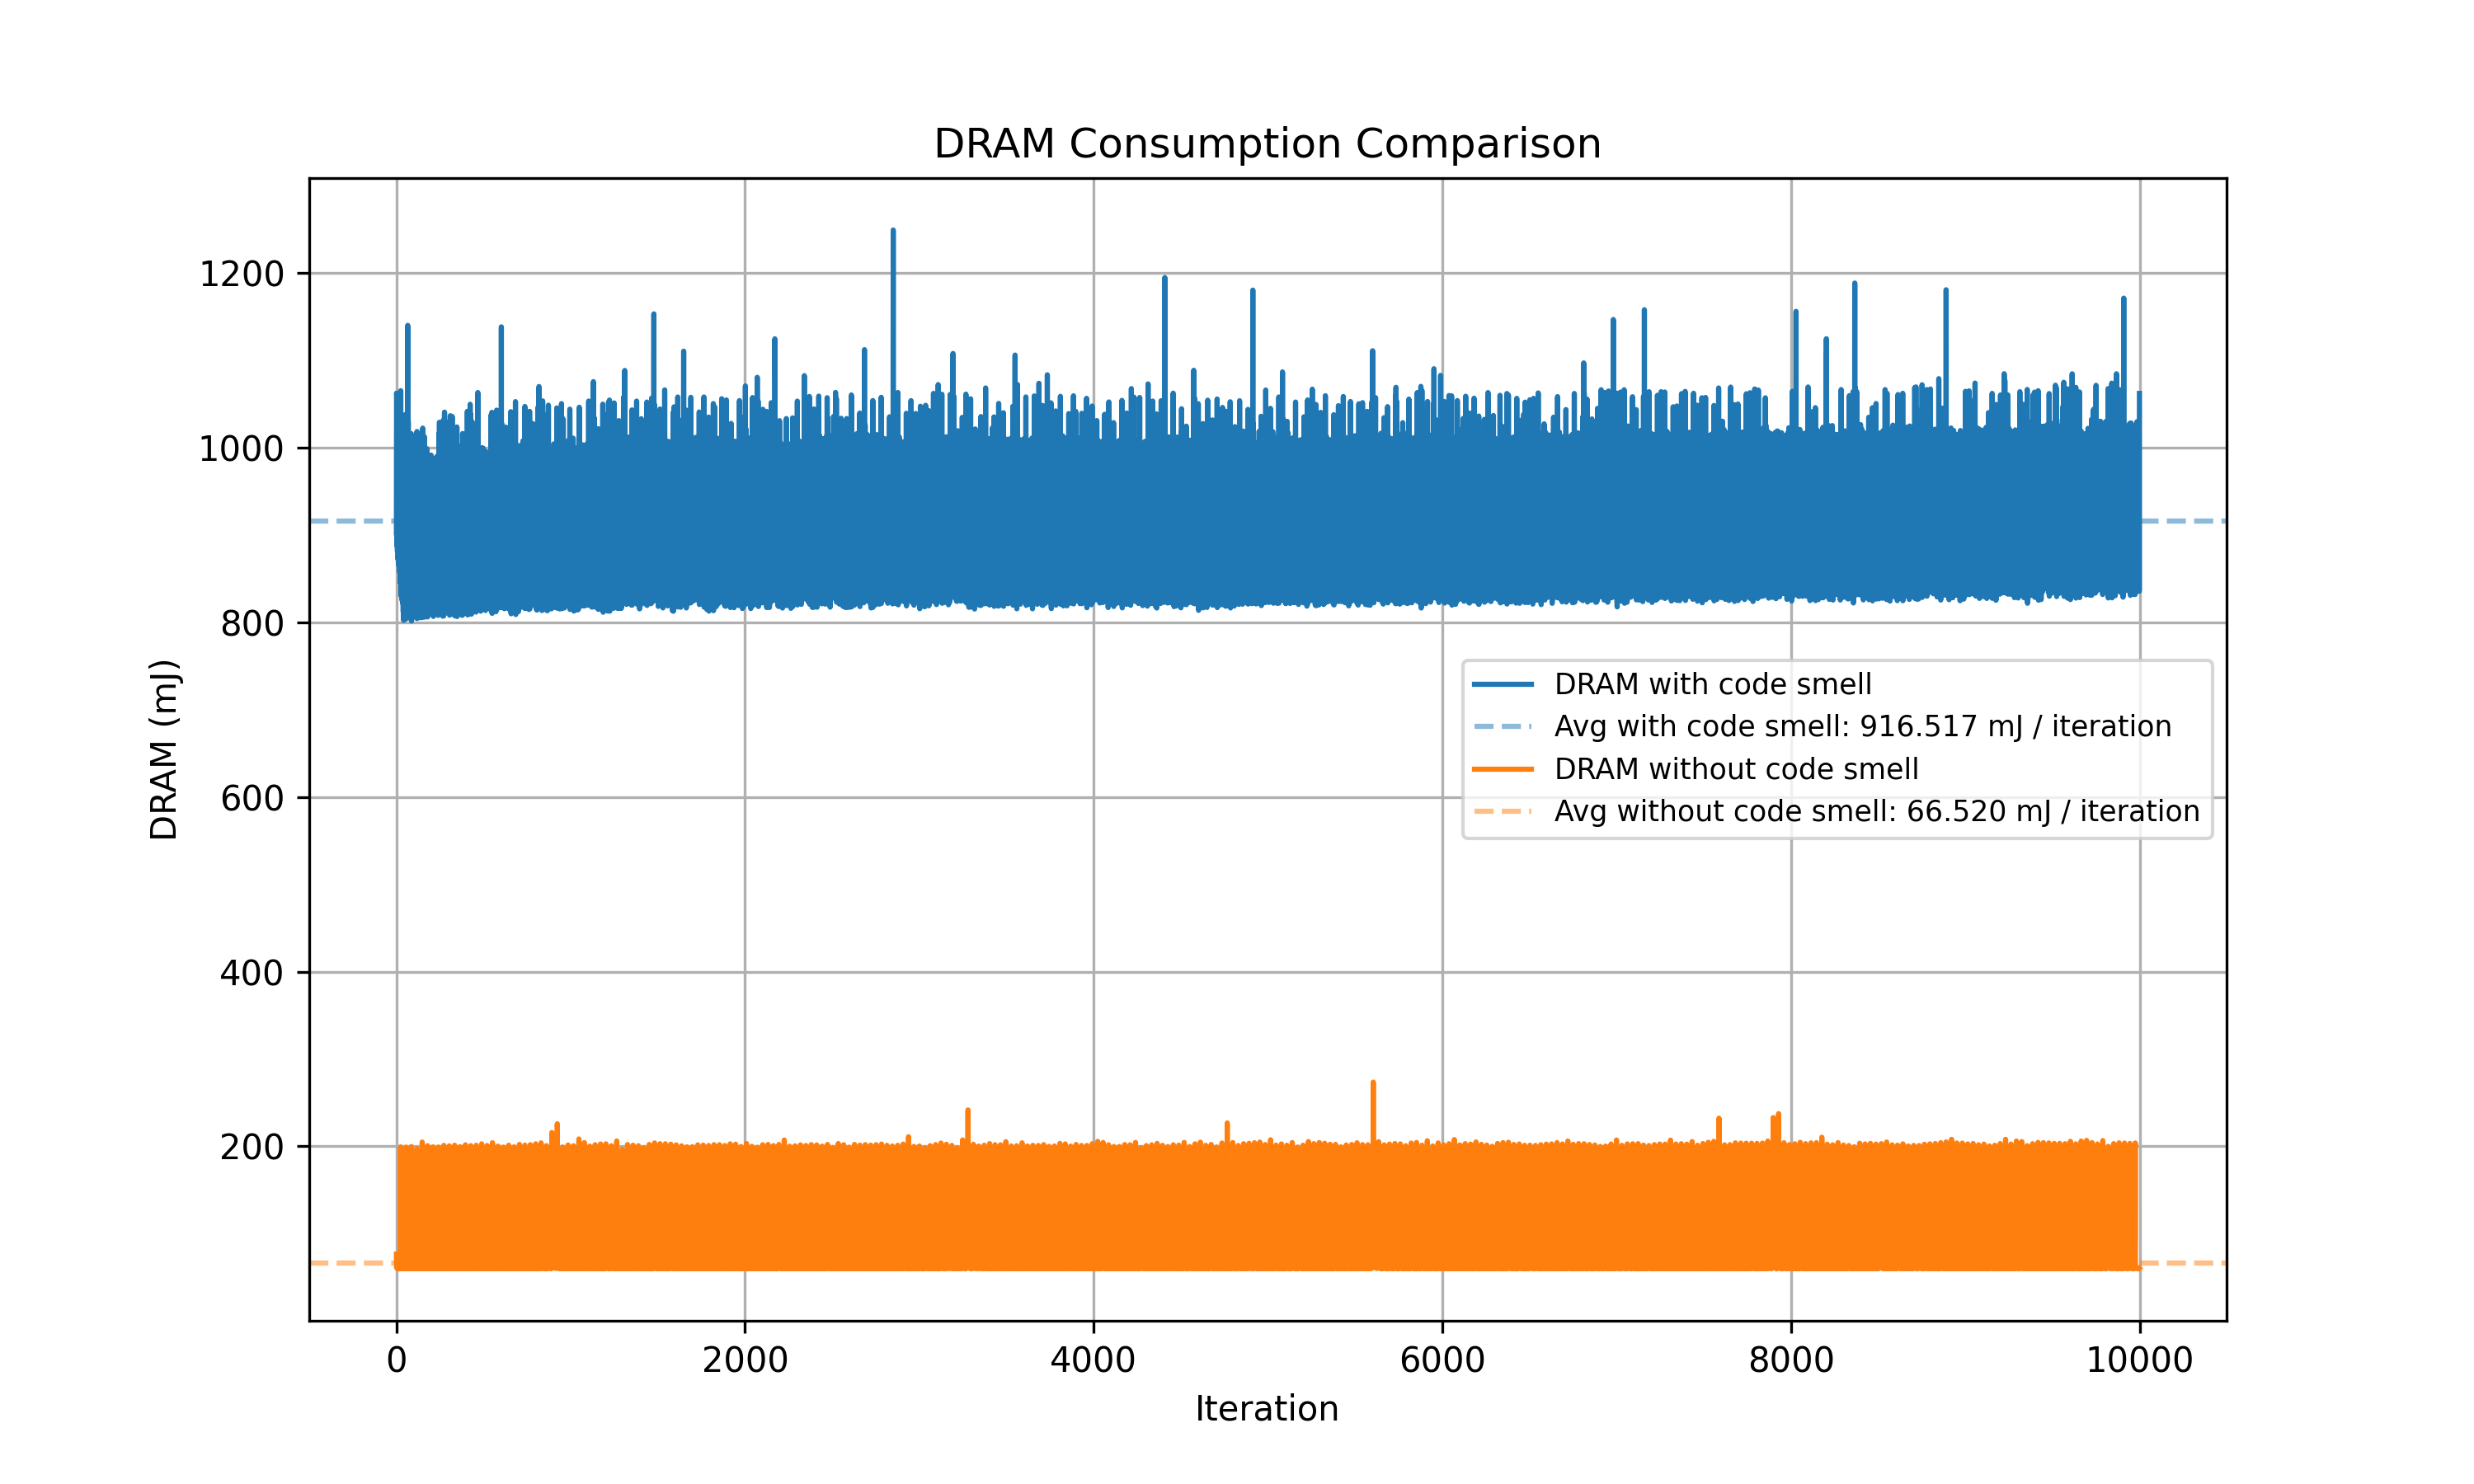 DRAM Consumption Comparison
1200
1000
800
600
400
200
DRAM (mJ)
DRAM with code smell
Avg with code smell: 916.517 mJ / iteration
DRAM without code smell
Avg without code smell: 66.520 mJ / iteration
0 2000 4000 6000 8000 10000
Iteration